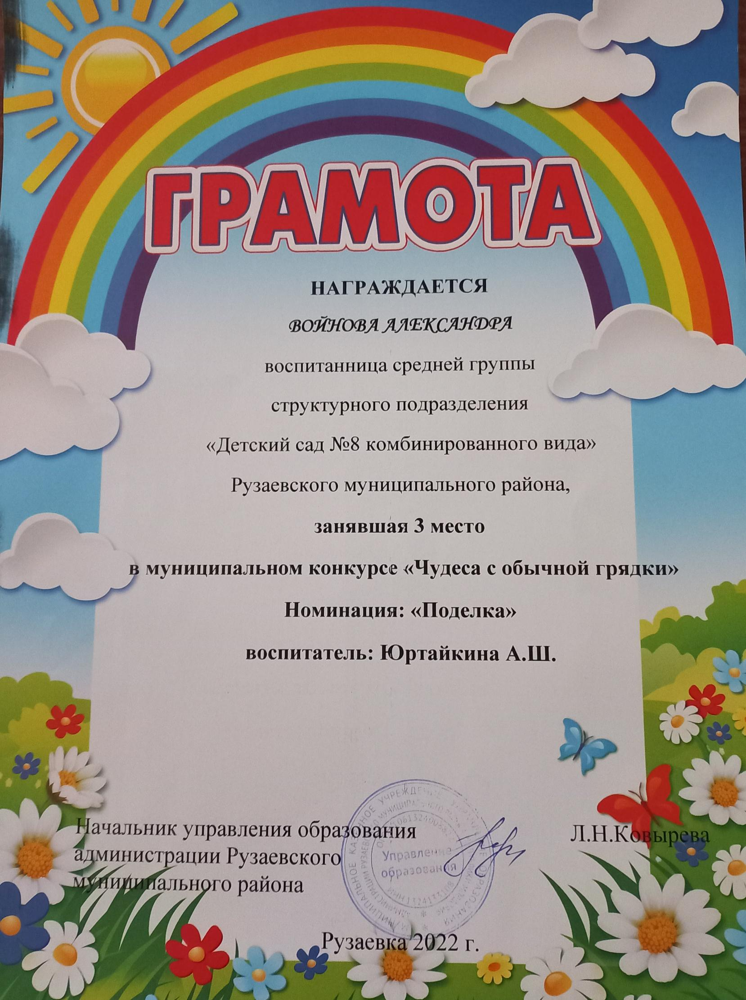 ГРАМОТА
НАГРАЖДАЕТСЯ
ВОЙНОВА АЛЕКСАНДРА
воспитанница средней группы
структурного подразделения
«Детский сад №8 комбинированного вида»
Рузаевского муниципального района,
занявшая 3 место
в муниципальном конкурсе «Чудеса с обычной грядки»
Номинация: «Поделка»
воспитатель: Юртайкина А.Ш.
Начальник управления образования
администрации Рузаевского
муниципального района
Л.Н.Ковырева
Управление
образования
Рузаевка 2022 г.